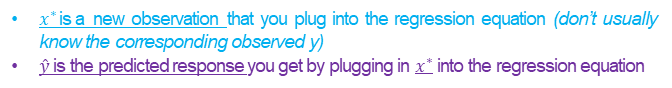 • x* is a new observation that you plug into the regression equation (don't usually
know the corresponding observed y)
• ŷ is the predicted response you get by plugging in x* into the regression equation